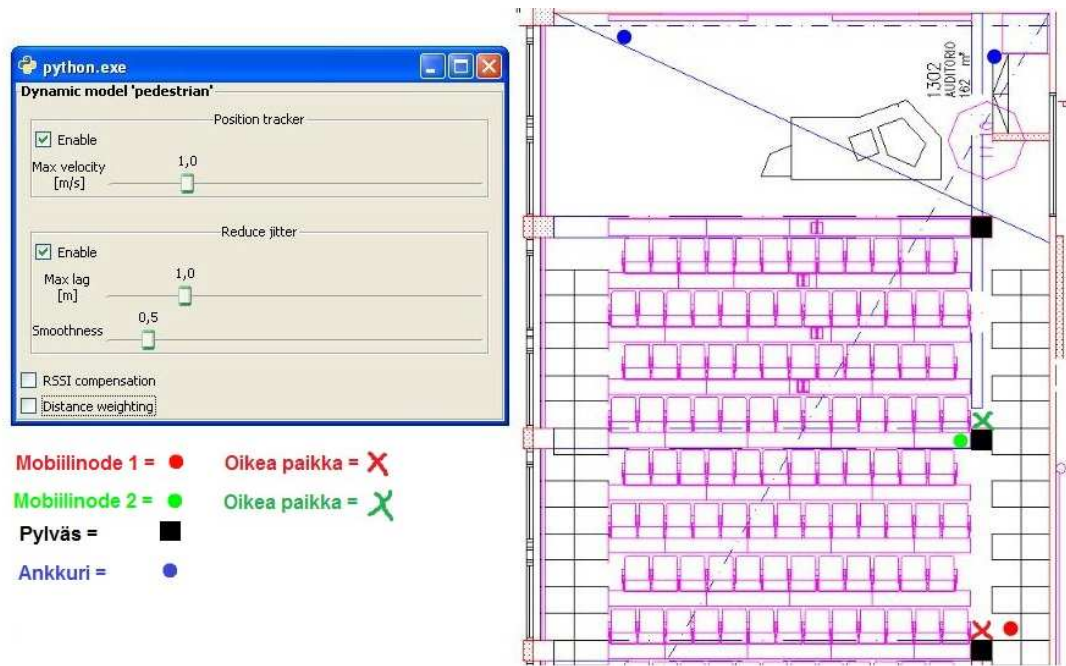 python.exe
Dynamic model 'pedestrian'
Position tracker
Enable
Max velocity
[m/s]
1,0
Reduce jitter
Enable
Max lag
[m]
1,0
Smoothness
0,5
RSSI compensation
Distance weighting
Mobiilinode 1 =
Oikea paikka =
Mobiilinode 2 =
Oikea paikka =
Pylväs =
Ankkuri =
1302
AUDITORIO
162 m²